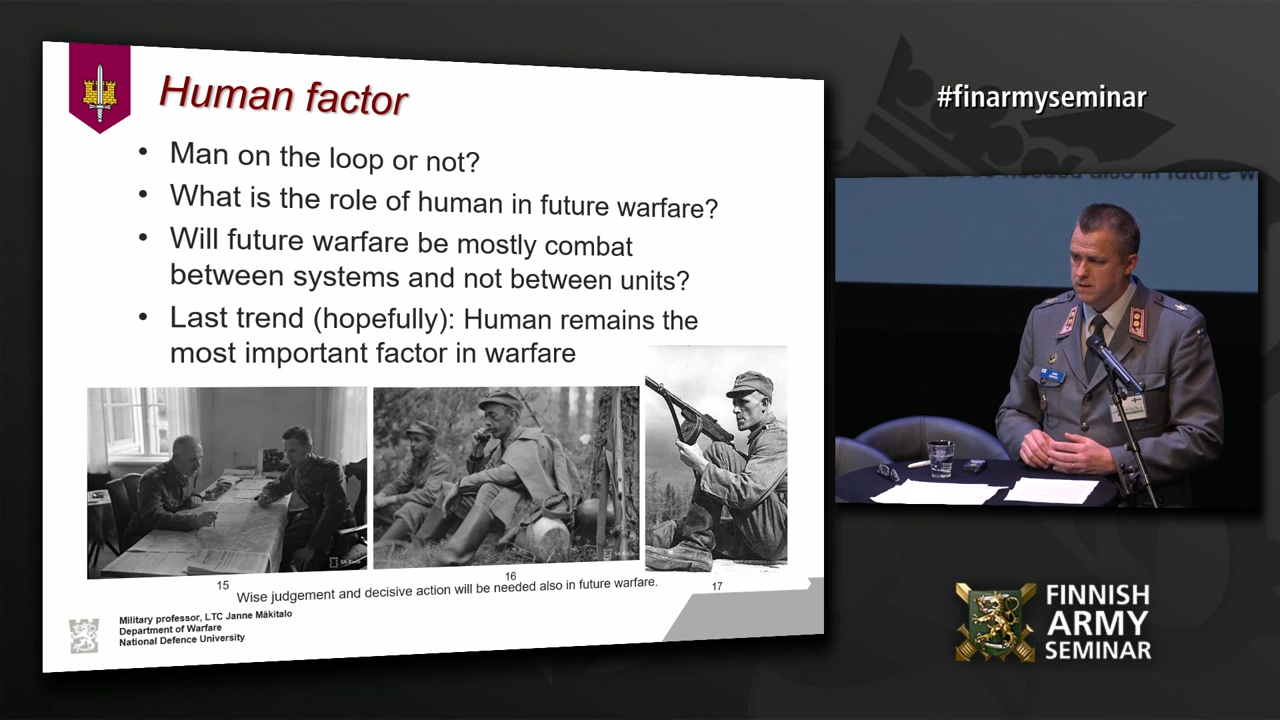 Human factor
• Man on the loop or not?
• What is the role of human in future warfare?
• Will future warfare be mostly combat
between systems and not between units?
• Last trend (hopefully): Human remains the
most important factor in warfare
15
16
17
Wise judgement and decisive action will be needed also in future warfare.
Military professor, LTC Janne Mäkitalo
Department of Warfare
National Defence University
#finarmyseminar
also in future w
FINNISH
ARMY
SEMINAR